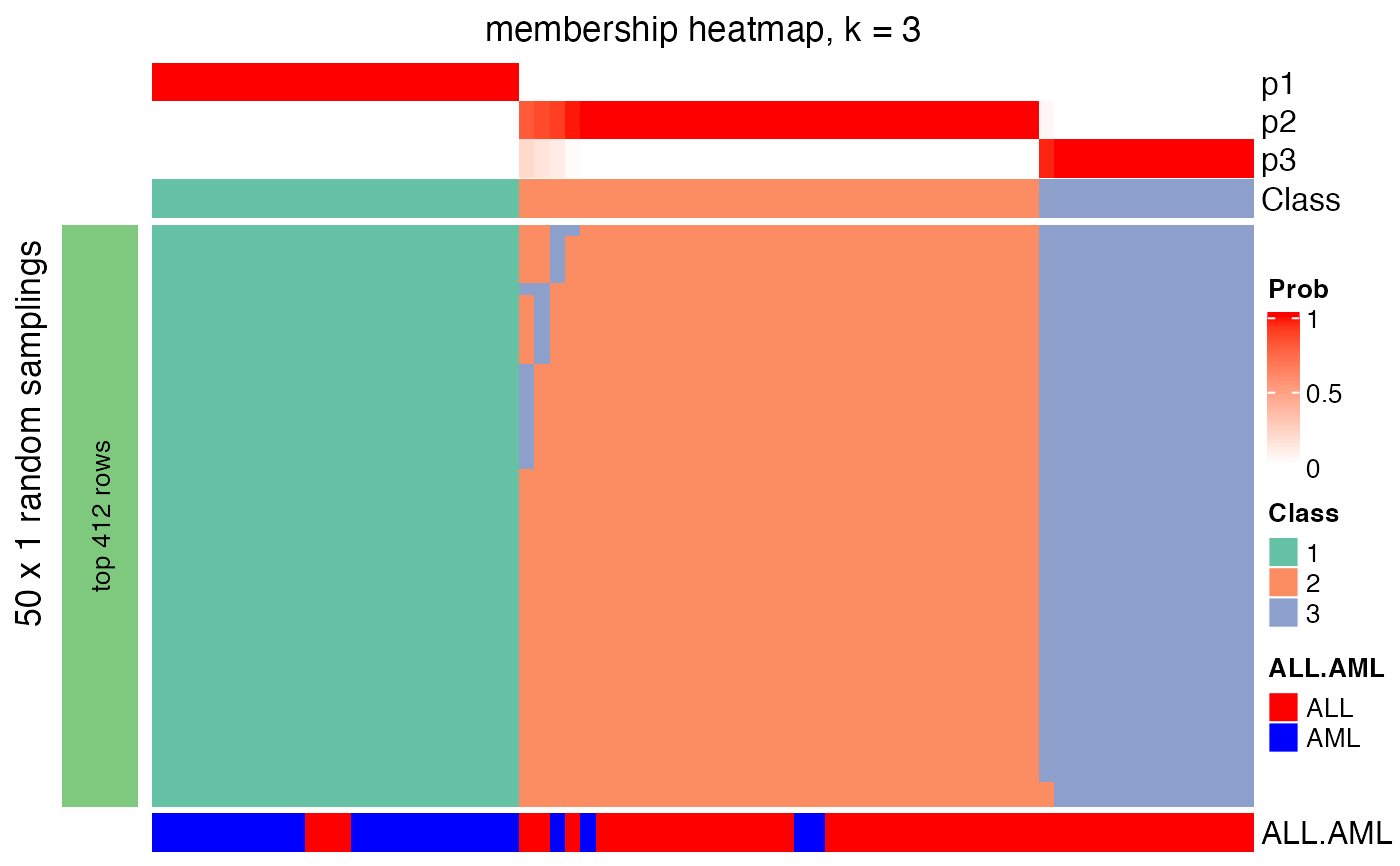 membership heatmap, k = 3
p1
p2
p3
Class
50 x 1 random samplings
top 412 rows
Prob
1
0.5
0
Class
1
2
3
ALL.AML
ALL
AML
ALL.AML